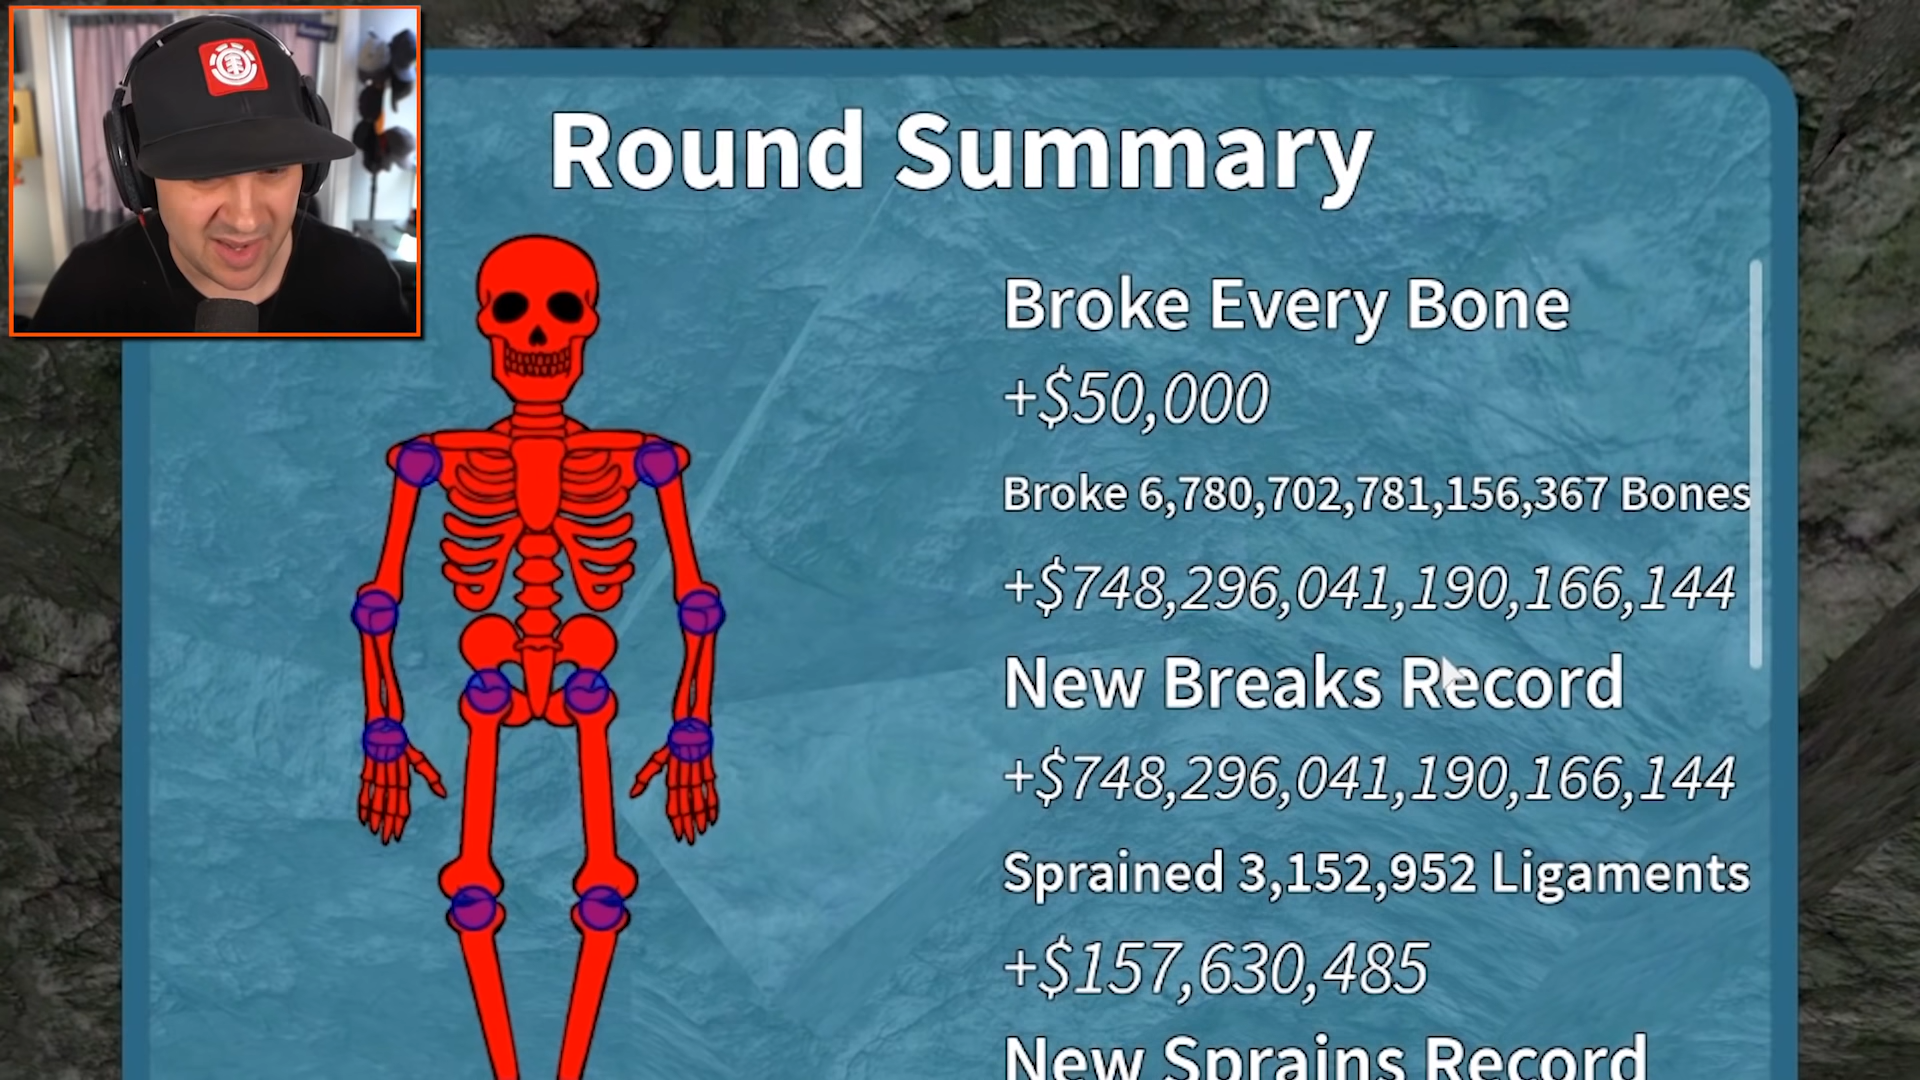 Round Summary
Broke Every Bone
+$50,000
Broke 6,780,702,781,156,367 Bones
+$748,296,041,190,166,144
New Breaks Record
+$748,296,041,190,166,144
Sprained 3,152,952 Ligaments
+$157,630,485
New Sprains Record